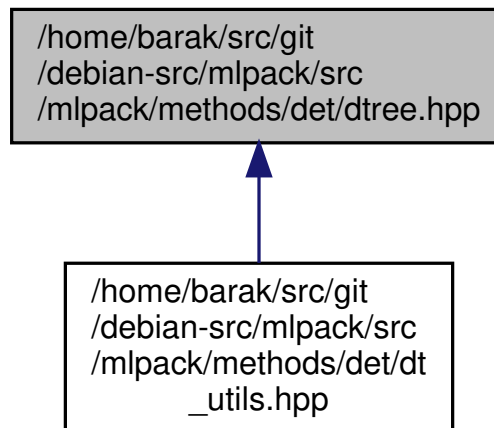 /home/barak/src/git
/debian-src/mlpack/src
/mlpack/methods/det/dtree.hpp
/home/barak/src/git
/debian-src/mlpack/src
/mlpack/methods/det/dt
_utils.hpp